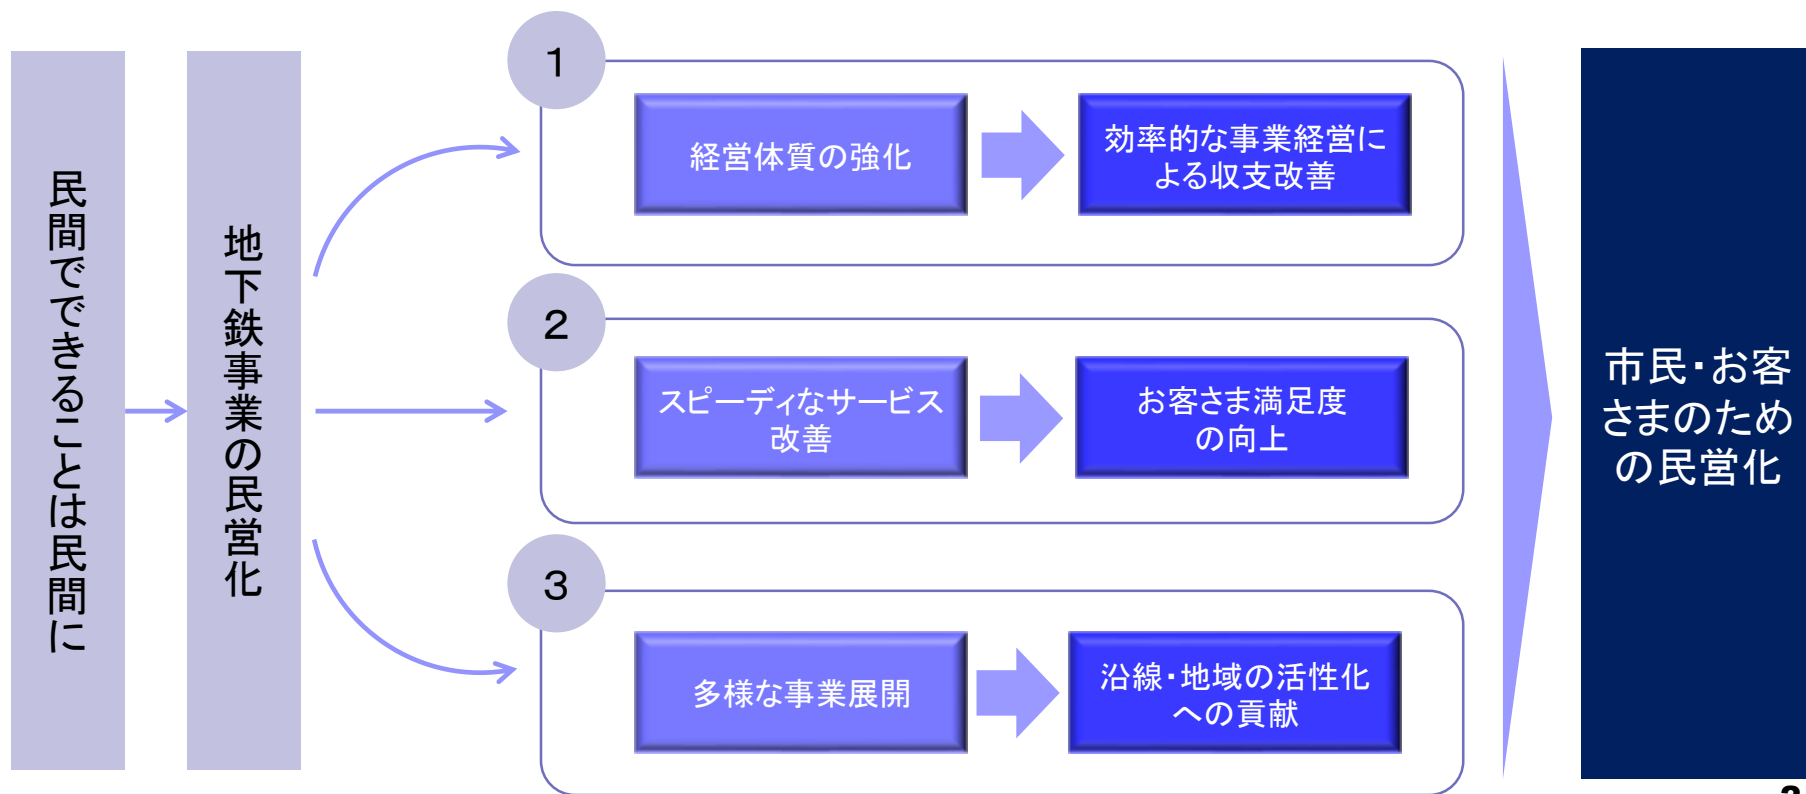 民間でできることは民間に
地下鉄事業の民営化
1
経営体質の強化
効率的な事業経営に
よる収支改善
2
スピーディなサービス
改善
お客さま満足度
の向上
3
多様な事業展開
沿線・地域の活性化
への貢献
市民・お客
さまのため
の民営化